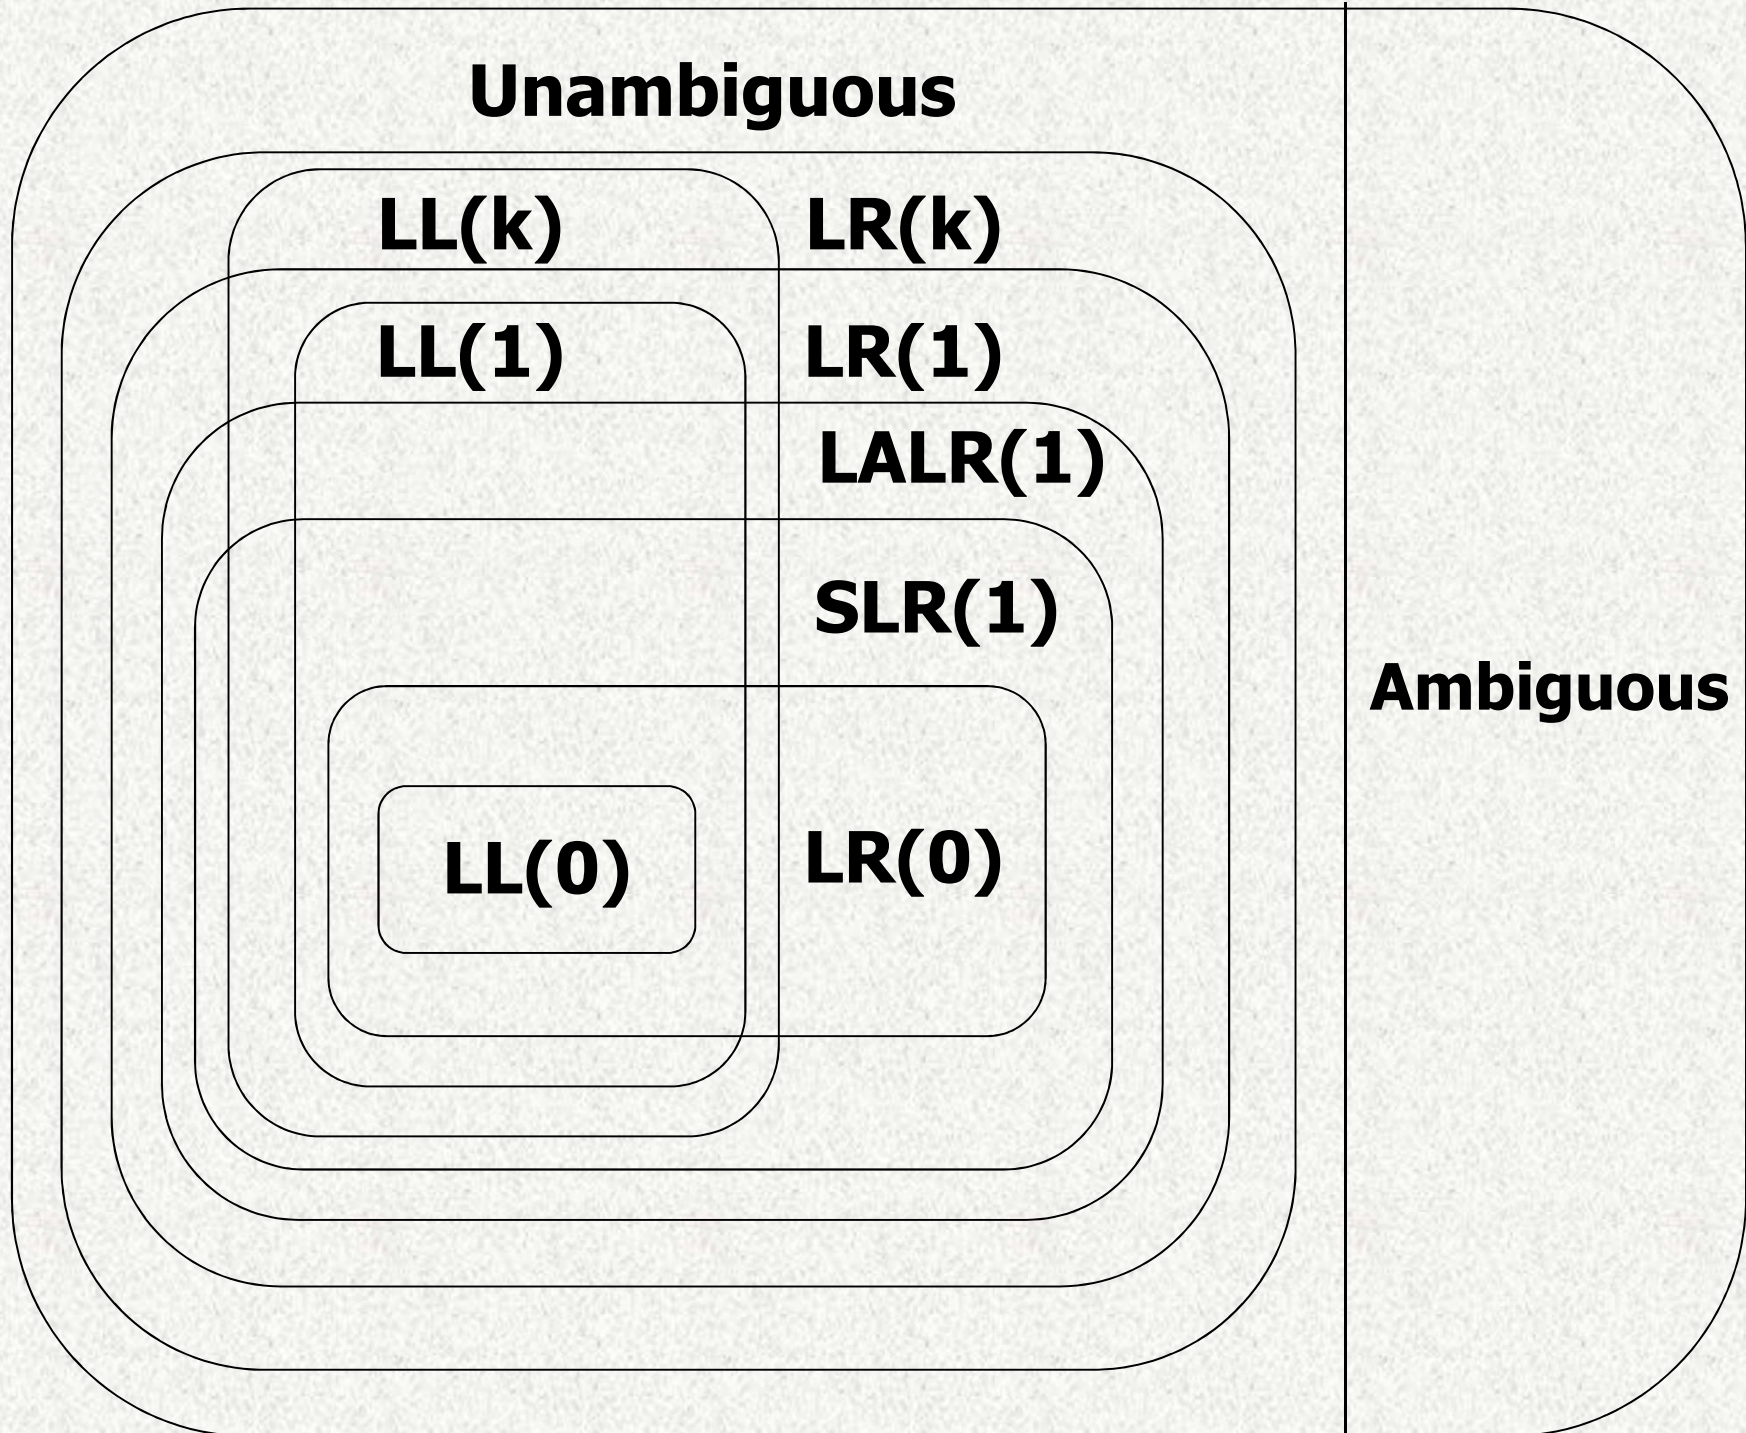 Unambiguous
LL(k) LR(k)
LL(1) LR(1)
LALR(1)
SLR(1)
Ambiguous
LL(0) LR(0)